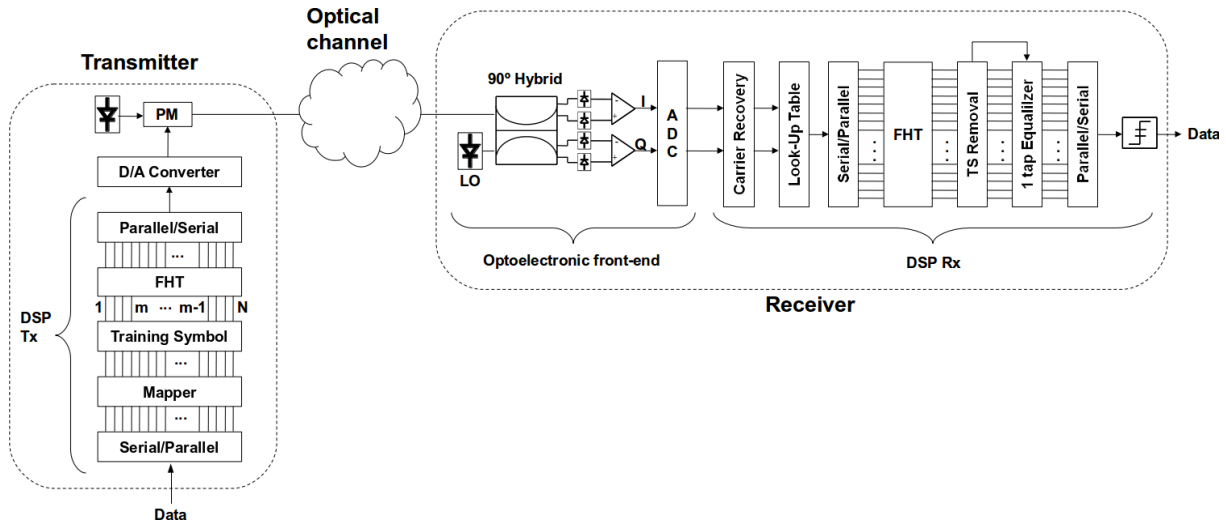 Optical
channel
Transmitter
PM
D/A Converter
Parallel/Serial
...
FHT
1 m ... m-1 N
Training Symbol
...
Mapper
...
Serial/Parallel
DSP
Tx
Data
90º Hybrid
LO
-
+
-
+
I
Q
A
D
C
Carrier Recovery
Look-Up Table
Serial/Parallel
...
FHT
...
TS Removal
...
1 tap Equalilzer
...
Parallel/Serial
Data
Optoelectronic front-end
DSP Rx
Receiver